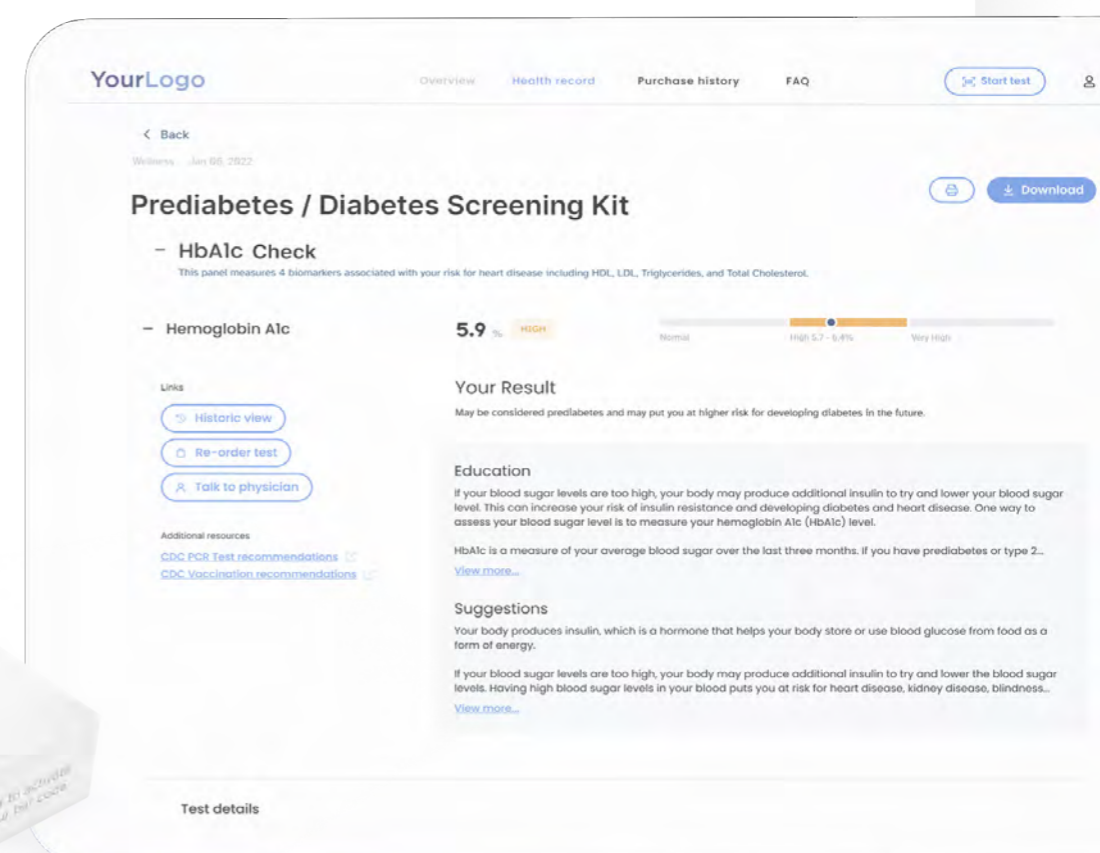 YourLogo
Overview Health record Purchase history FAQ Start test
Back
Wellness Jan 06, 2022
Download
Prediabetes / Diabetes Screening Kit
– HbA1c Check
This panel measures 4 biomarkers associated with your risk for heart disease including HDL, LDL, Triglycerides, and Total Cholesterol.
– Hemoglobin A1c
5.9 % HIGH
Normal High 5.7 - 6.4% Very High
Links
Historic view
Re-order test
Talk to physician
Additional resources
CDC PCR Test recommendations
CDC Vaccination recommendations
Your Result
May be considered prediabetes and may put you at higher risk for developing diabetes in the future.
Education
If your blood sugar levels are too high, your body may produce additional insulin to try and lower your blood sugar
level. This can increase your risk of insulin resistance and developing diabetes and heart disease. One way to
assess your blood sugar level is to measure your hemoglobin A1c (HbA1c) level.
HbA1c is a measure of your average blood sugar over the last three months. If you have prediabetes or type 2...
View more...
Suggestions
Your body produces insulin, which is a hormone that helps your body store or use blood glucose from food as a
form of energy.
If your blood sugar levels are too high, your body may produce additional insulin to try and lower the blood sugar
levels. Having high blood sugar levels in your blood puts you at risk for heart disease, kidney disease, blindness...
View more...
Test details
to activate
bar code